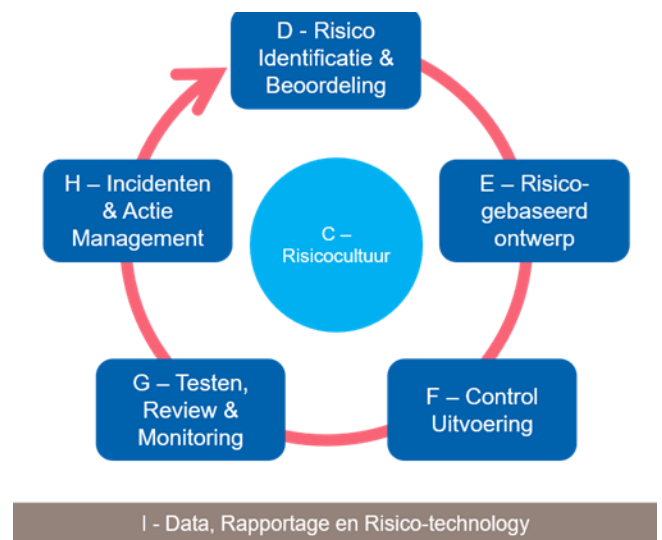 D - Risico
Identificatie &
Beoordeling
H – Incidenten
& Actie
Management
C –
Risicocultuur
E – Risico-
gebaseerd
ontwerp
G – Testen,
Review &
Monitoring
F – Control
Uitvoering
I - Data, Rapportage en Risico-technology